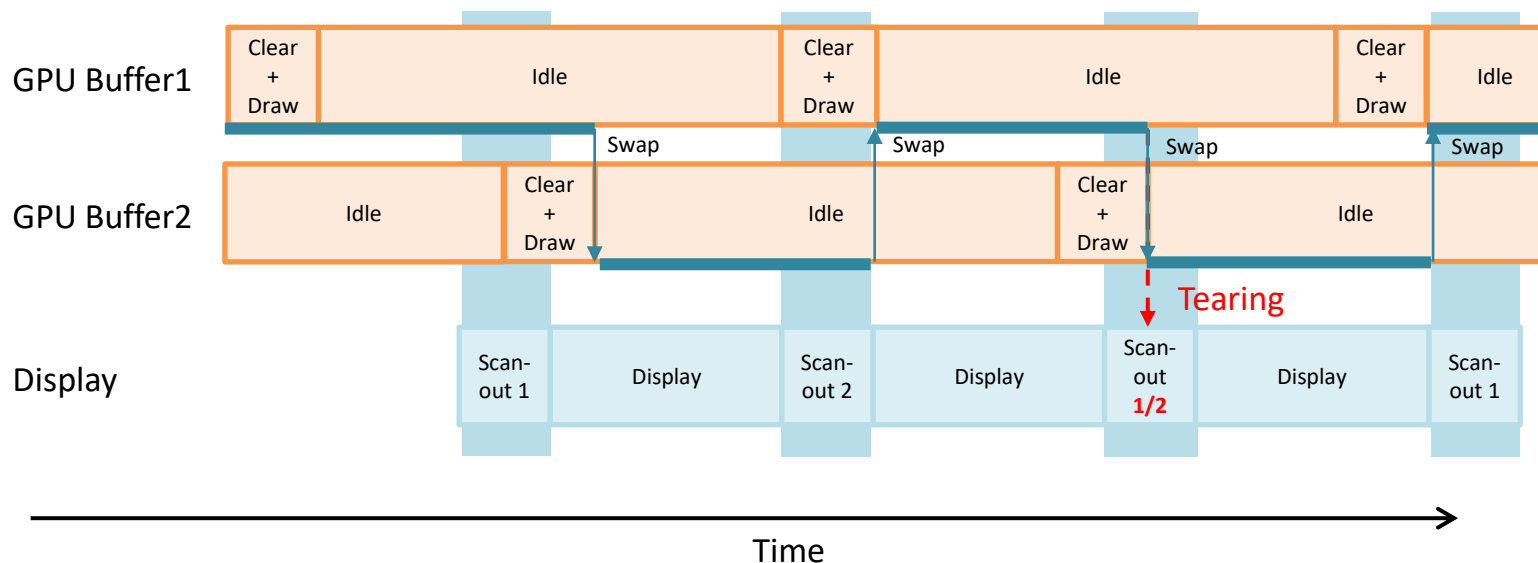 GPU Buffer1
Clear
+
Draw
Idle
Clear
+
Draw
Idle
Clear
+
Draw
Idle
Swap
Swap
Swap
Swap
GPU Buffer2
Idle
Clear
+
Draw
Idle
Clear
+
Draw
Idle
Tearing
Display
Scan-
out 1
Display
Scan-
out 2
Display
Scan-
out
1/2
Display
Scan-
out 1
Time